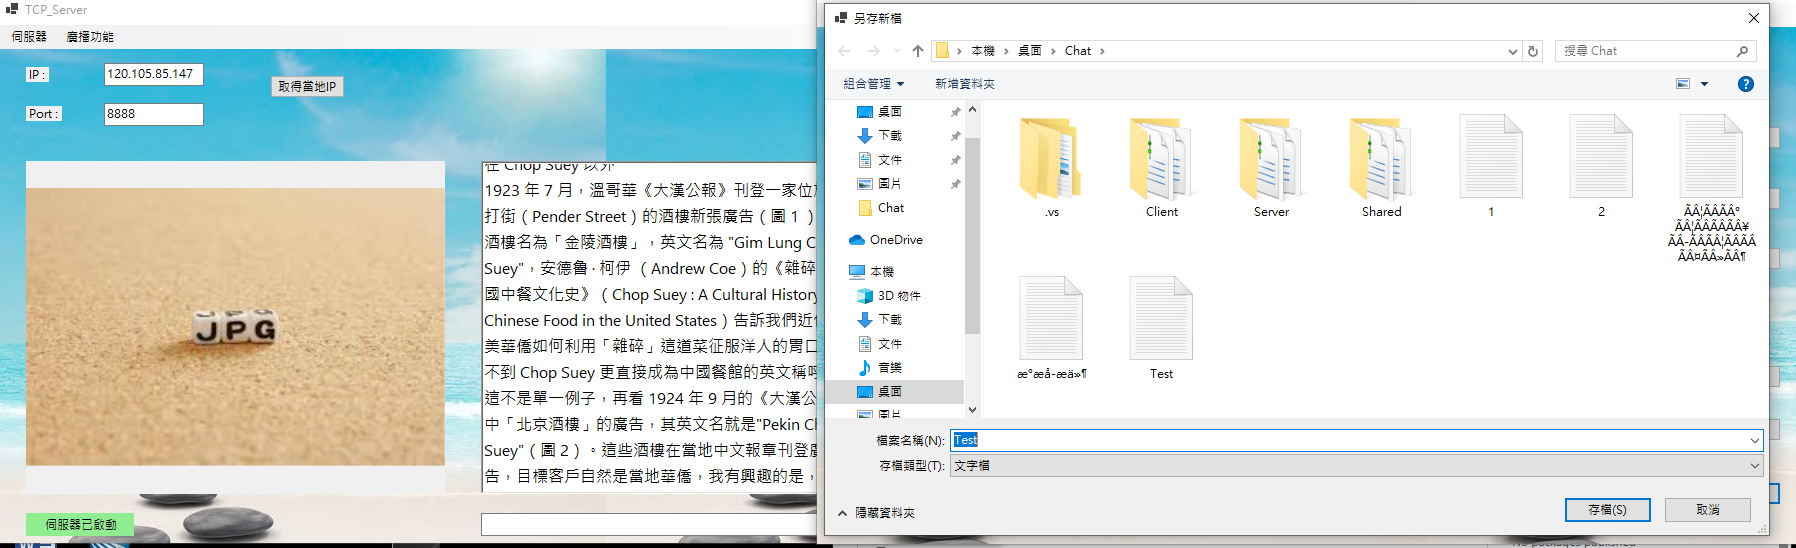 TCP_Server
伺服器 廣播功能
IP :
120.105.85.147
取得當地IP
Port :
8888
JPG
在 Chop Suey 以外
1923 年 7 月，溫哥華《大漢公報》刊登一家位於
打街（Pender Street）的酒樓新張廣告（圖 1 ）
酒樓名為「金陵酒樓」，英文名為 "Gim Lung C
Suey"，安德魯 · 柯伊 （Andrew Coe）的《雜碎
國中餐文化史》（Chop Suey : A Cultural History
Chinese Food in the United States）告訴我們近代
美華僑如何利用「雜碎」這道菜征服洋人的胃口
不到 Chop Suey 更直接成為中國餐館的英文稱呼
這不是單一例子，再看 1924 年 9 月的《大漢公
中「北京酒樓」的廣告，其英文名就是"Pekin Ch
Suey"（圖 2）。這些酒樓在當地中文報章刊登廣
告，目標客戶自然是當地華僑，我有興趣的是，
伺服器已啟動
另存新檔
本機 桌面 Chat
搜尋 Chat
組合管理 新增資料夾
桌面
下載
文件
圖片
Chat
OneDrive
本機
3D 物件
下載
文件
音樂
桌面
圖片
.vs
Client
Server
Shared
1
2
æ°æå-æä»¶
Test
檔案名稱(N):
Test
存檔類型(T):
文字檔
隱藏資料夾
存檔(S)
取消
No packages published